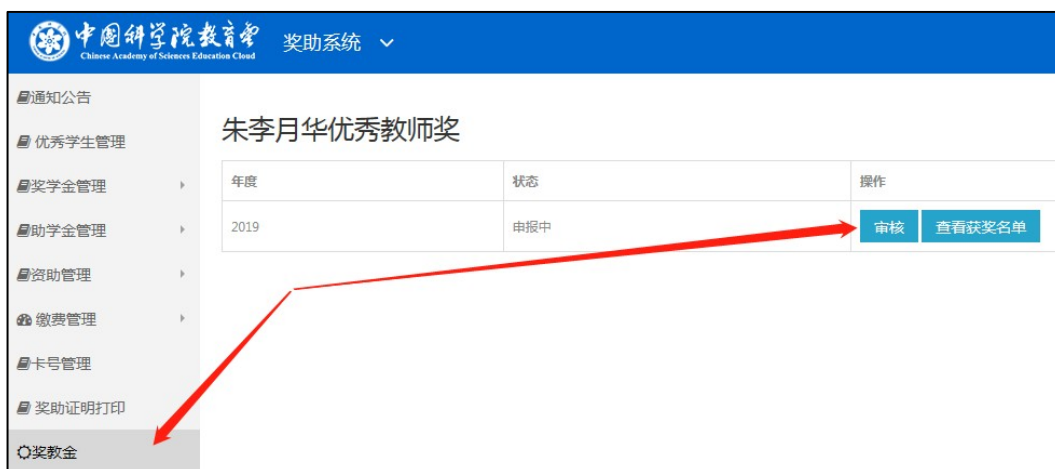 中国科学院教育云
Chinese Academy of Sciences Education Cloud
奖助系统
通知公告
优秀学生管理
奖学金管理
助学金管理
资助管理
缴费管理
卡号管理
奖助证明打印
奖教金
朱李月华优秀教师奖
年度 状态 操作
2019 申报中 审核 查看获奖名单